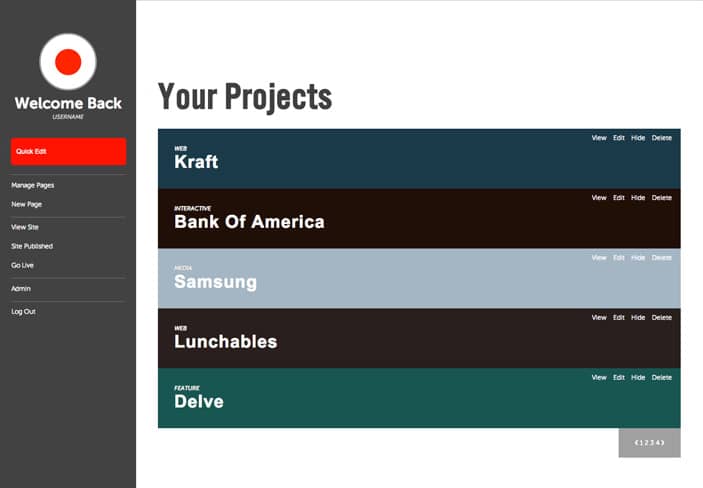 Welcome Back
USERNAME
Quick Edit
Manage Pages
New Page
View Site
Site Published
Go Live
Admin
Log Out
Your Projects
View Edit Hide Delete
WEB
Kraft
View Edit Hide Delete
INTERACTIVE
Bank Of America
View Edit Hide Delete
MEDIA
Samsung
View Edit Hide Delete
WEB
Lunchables
View Edit Hide Delete
FEATURE
Delve
‹ 1 2 3 4 ›